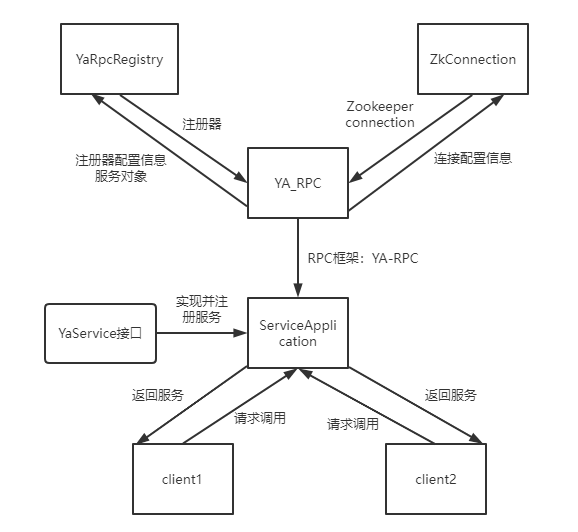 YaRpcRegistry
ZkConnection
注册器
Zookeeper
connection
注册器配置信息
服务对象
连接配置信息
YA_RPC
RPC框架：YA-RPC
实现并注
册服务
YaService接口
ServiceAppli
cation
返回服务
请求调用
请求调用
返回服务
client1
client2